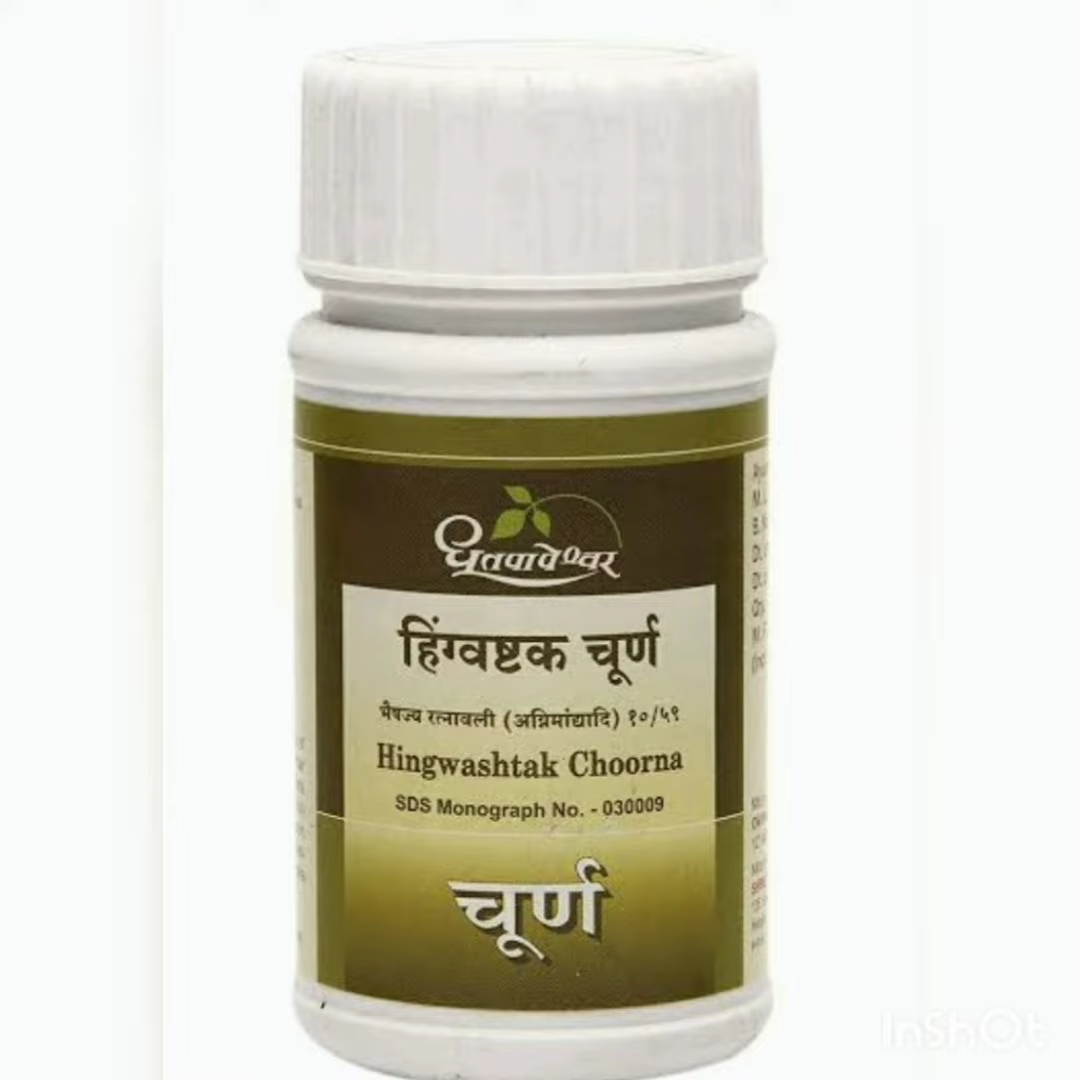 धूतपापेश्वर
हिंग्वष्टक चूर्ण
भैषज्य रत्नावली (अग्निमांद्यादि) १०/५९
Hingwashtak Choorna
SDS Monograph No. - 030009
चूर्ण
InShOt